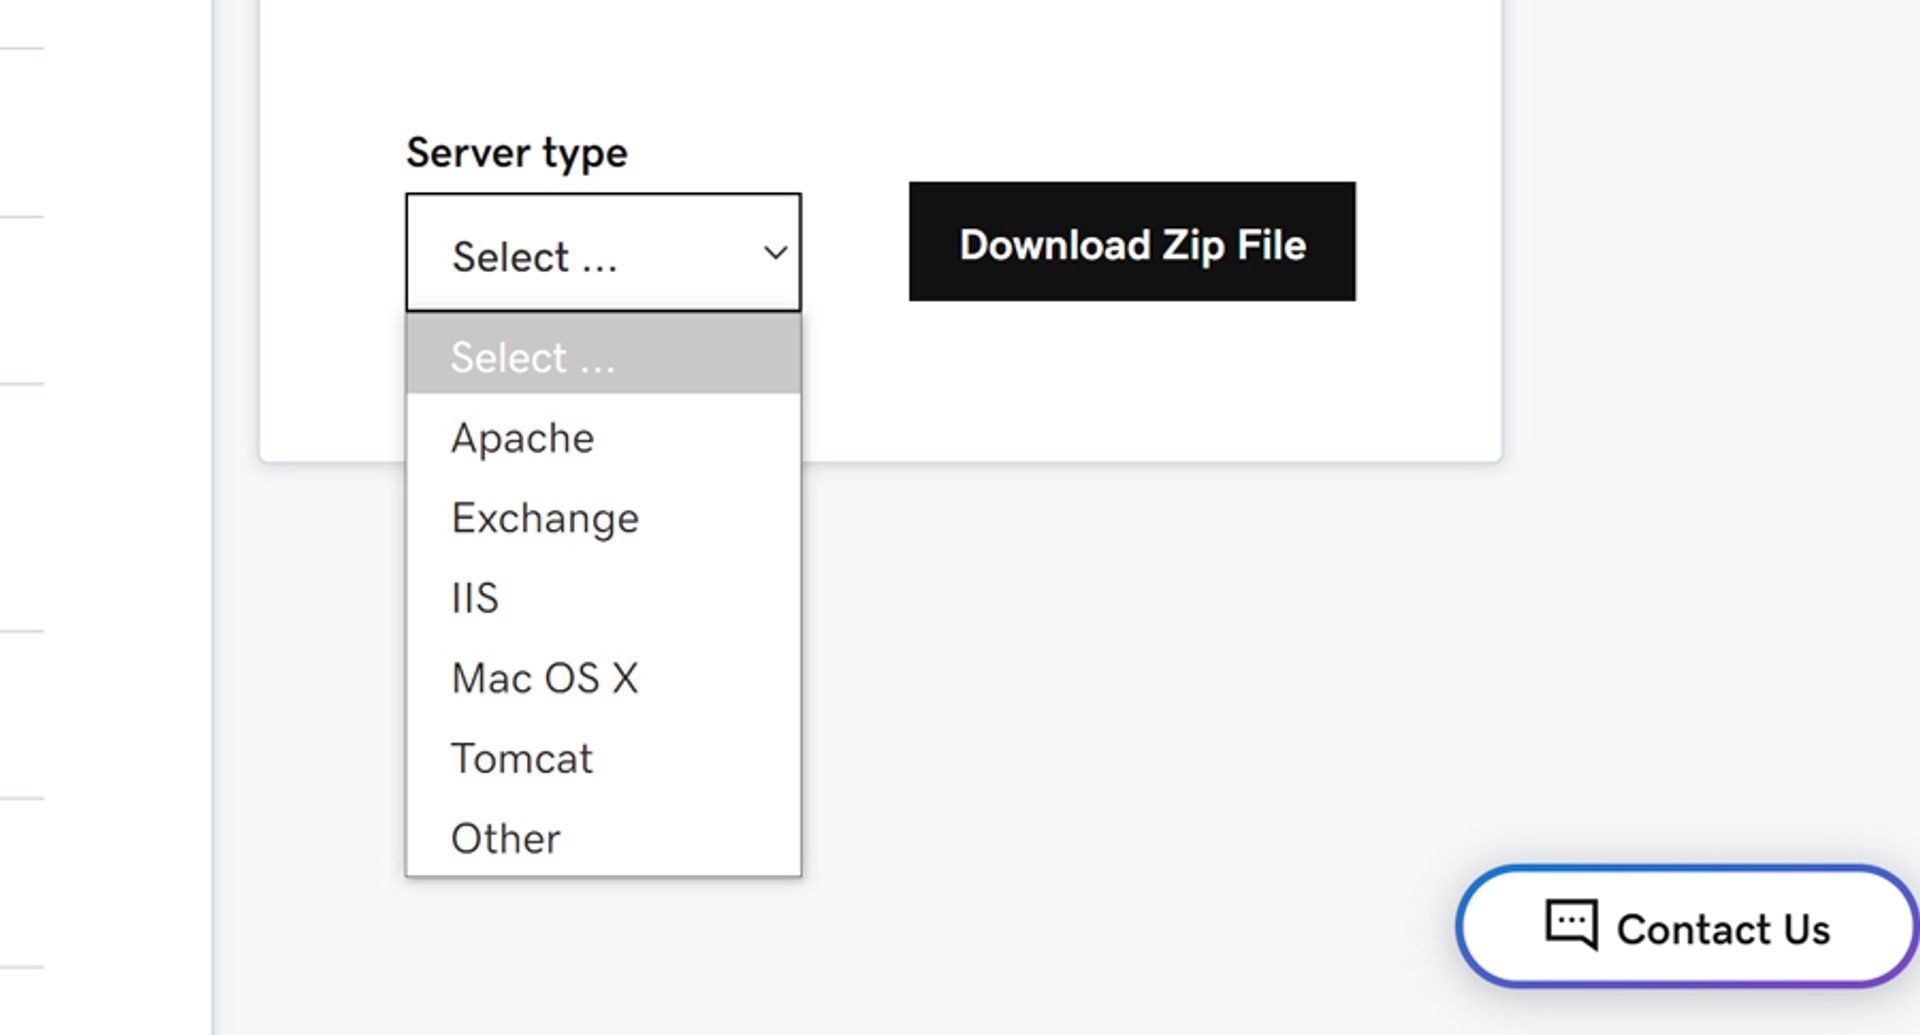 Server type
Select ...
Download Zip File
Select ...
Apache
Exchange
IIS
Mac OS X
Tomcat
Other
Contact Us